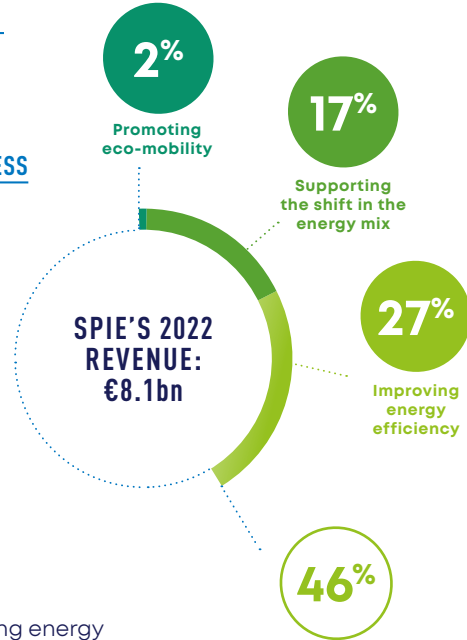 2%
Promoting
eco-mobility
17%
ESS
Supporting
the shift in the
energy mix
SPIE'S 2022
REVENUE:
€8.1bn
27%
Improving
energy
efficiency
46%
ng energy